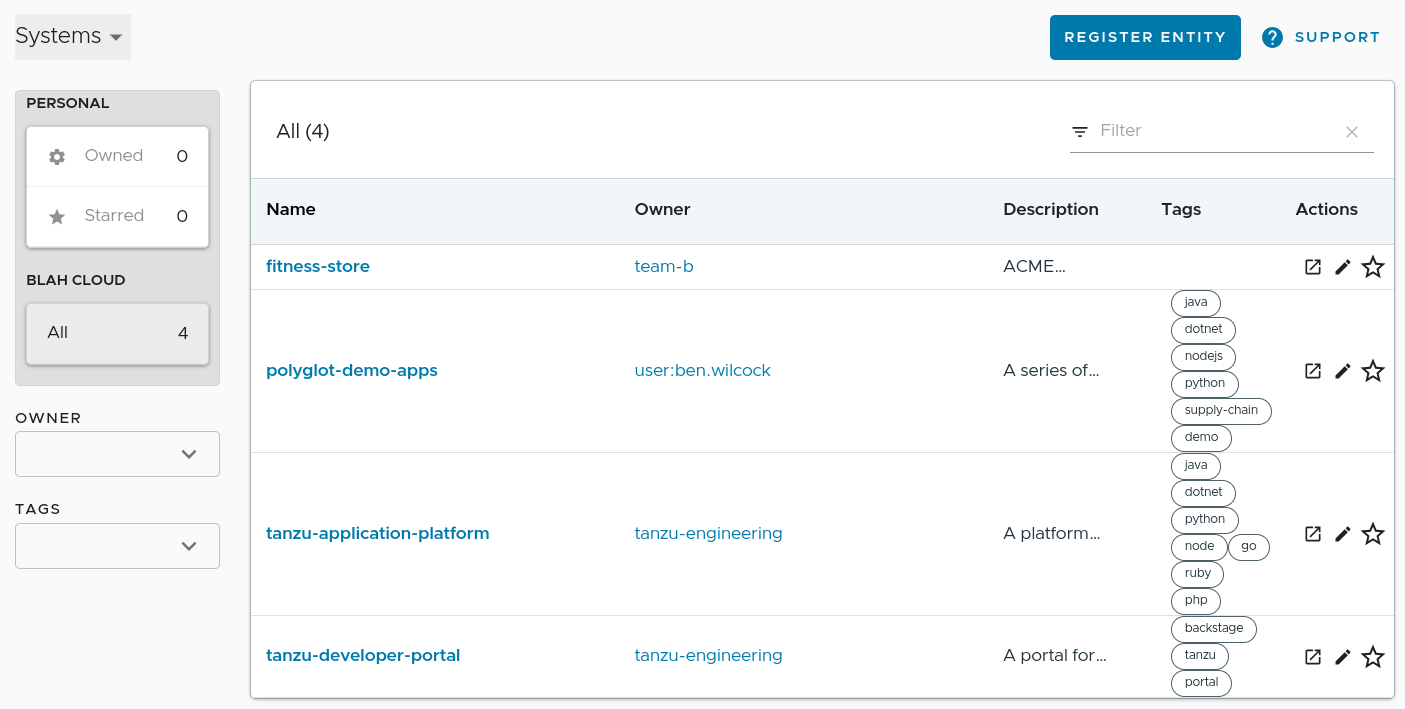 Systems
REGISTER ENTITY
SUPPORT
PERSONAL
Owned 0
Starred 0
BLAH CLOUD
All 4
OWNER
TAGS
All (4)
Filter
Name Owner Description Tags Actions
fitness-store team-b ACME...
polyglot-demo-apps user:ben.wilcock A series of...
java
dotnet
nodejs
python
supply-chain
demo
tanzu-application-platform tanzu-engineering A platform...
java
dotnet
python
node go
ruby
php
tanzu-developer-portal tanzu-engineering A portal for...
backstage
tanzu
portal